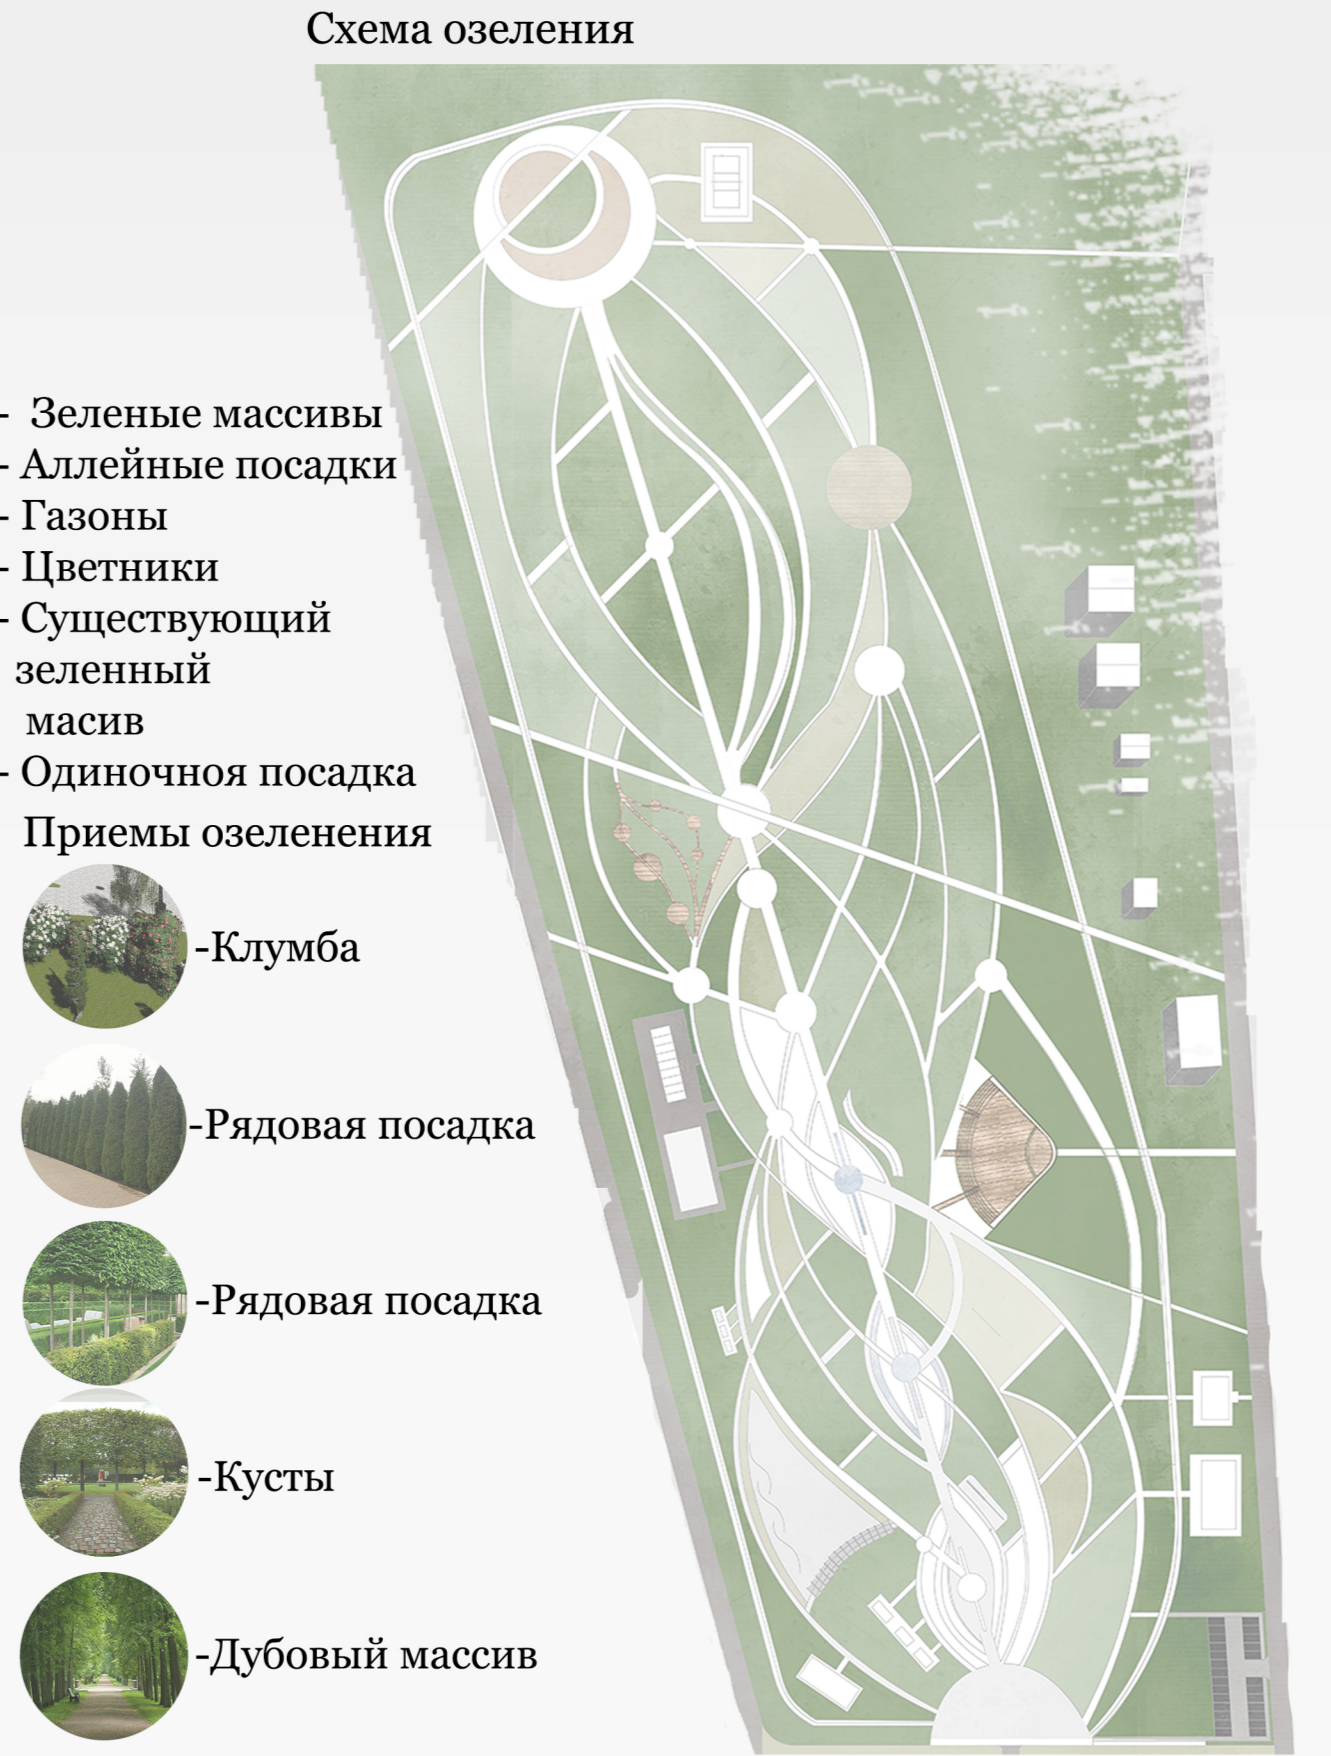 Схема озеления
- Зеленые массивы
- Аллейные посадки
- Газоны
- Цветники
- Существующий
зеленный
масив
- Одиночноя посадка
Приемы озеленения
-Клумба
-Рядовая посадка
-Рядовая посадка
-Кусты
-Дубовый массив